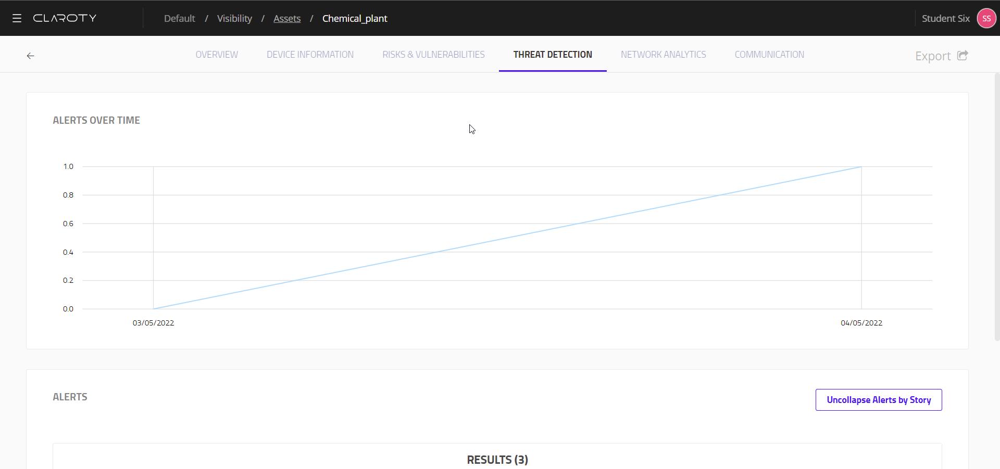 CLAROTY
Default / Visibility / Assets / Chemical_plant
Student Six
SS
OVERVIEW
DEVICE INFORMATION
RISKS & VULNERABILITIES
THREAT DETECTION
NETWORK ANALYTICS
COMMUNICATION
Export
ALERTS OVER TIME
1.0
0.8
0.6
0.4
0.2
0.0
03/05/2022
04/05/2022
ALERTS
Uncollapse Alerts by Story
RESULTS (3)